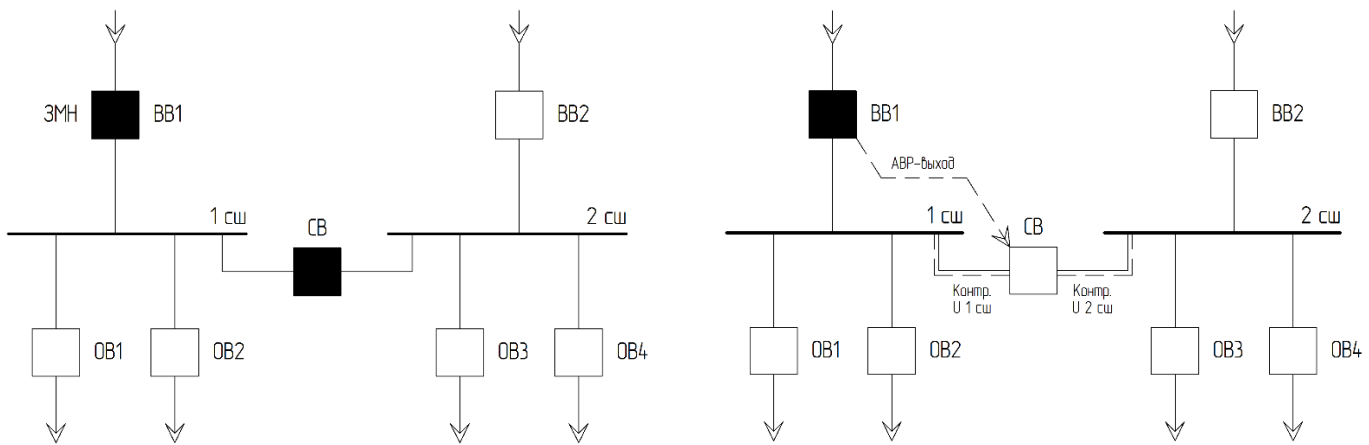 ЗМН
ВВ1
ВВ2
1 сш
СВ
2 сш
ОВ1
ОВ2
ОВ3
ОВ4
ВВ1
ВВ2
АВР-выход
1 сш
СВ
2 сш
Контр.
U 1 сш
Контр.
U 2 сш
ОВ1
ОВ2
ОВ3
ОВ4